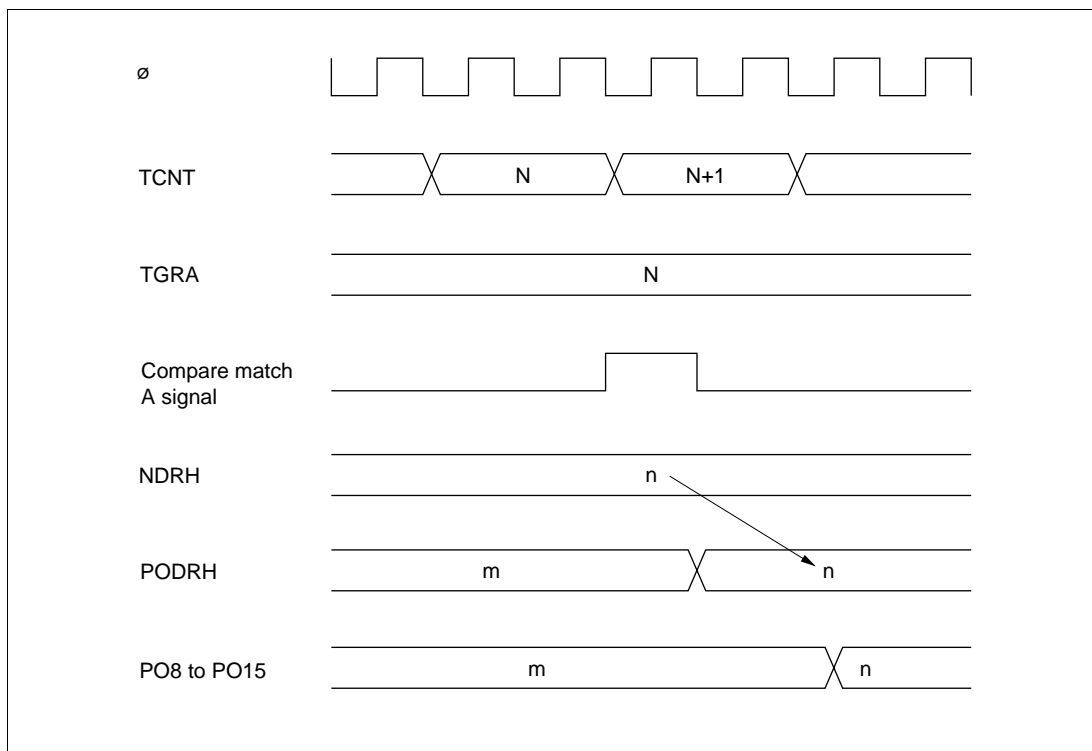 ø
TCNT
N
N+1
TGRA
N
Compare match
A signal
NDRH
n
PODRH
m
n
PO8 to PO15
m
n